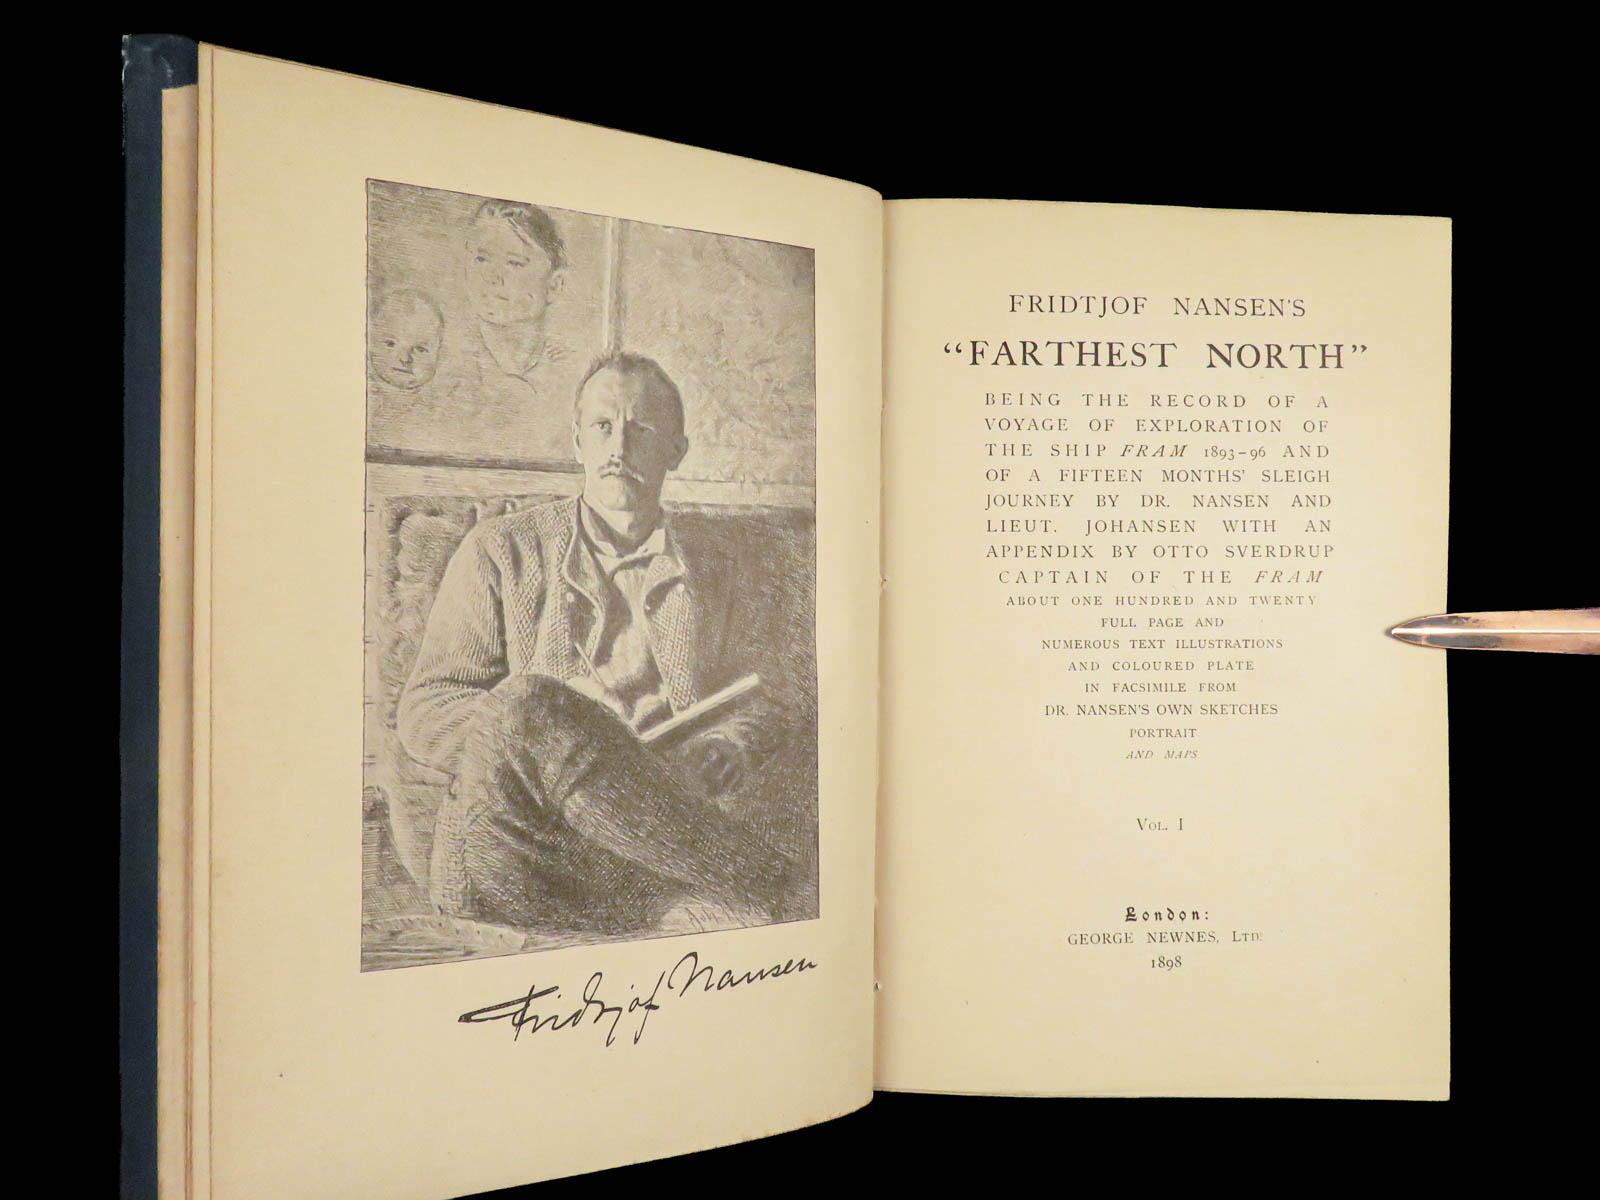 Fridtjof Nansen
FRIDTJOF NANSEN'S
"FARTHEST NORTH"
BEING THE RECORD OF A
VOYAGE OF EXPLORATION OF
THE SHIP FRAM 1893-96 AND
OF A FIFTEEN MONTHS' SLEIGH
JOURNEY BY DR. NANSEN AND
LIEUT. JOHANSEN WITH AN
APPENDIX BY OTTO SVERDRUP
CAPTAIN OF THE FRAM
ABOUT ONE HUNDRED AND TWENTY
FULL PAGE AND
NUMEROUS TEXT ILLUSTRATIONS
AND COLOURED PLATE
IN FACSIMILE FROM
DR. NANSEN'S OWN SKETCHES
PORTRAIT
AND MAPS
VOL. I
London:
GEORGE NEWNES, LTD.
1898